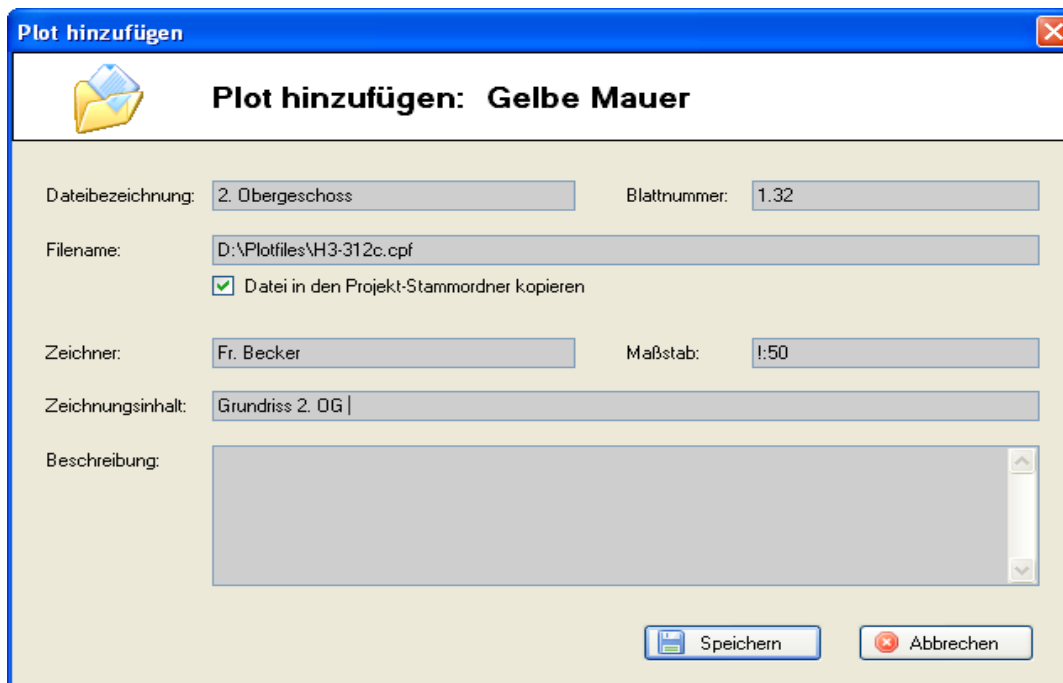 Plot hinzufügen
Plot hinzufügen: Gelbe Mauer
Dateibezeichnung: 2. Obergeschoss Blattnummer: 1.32
Filename: D:\Plotfiles\H3-312c.cpf
Datei in den Projekt-Stammordner kopieren
Zeichner: Fr. Becker Maßstab: !:50
Zeichnungsinhalt: Grundriss 2. OG
Beschreibung:
Speichern Abbrechen